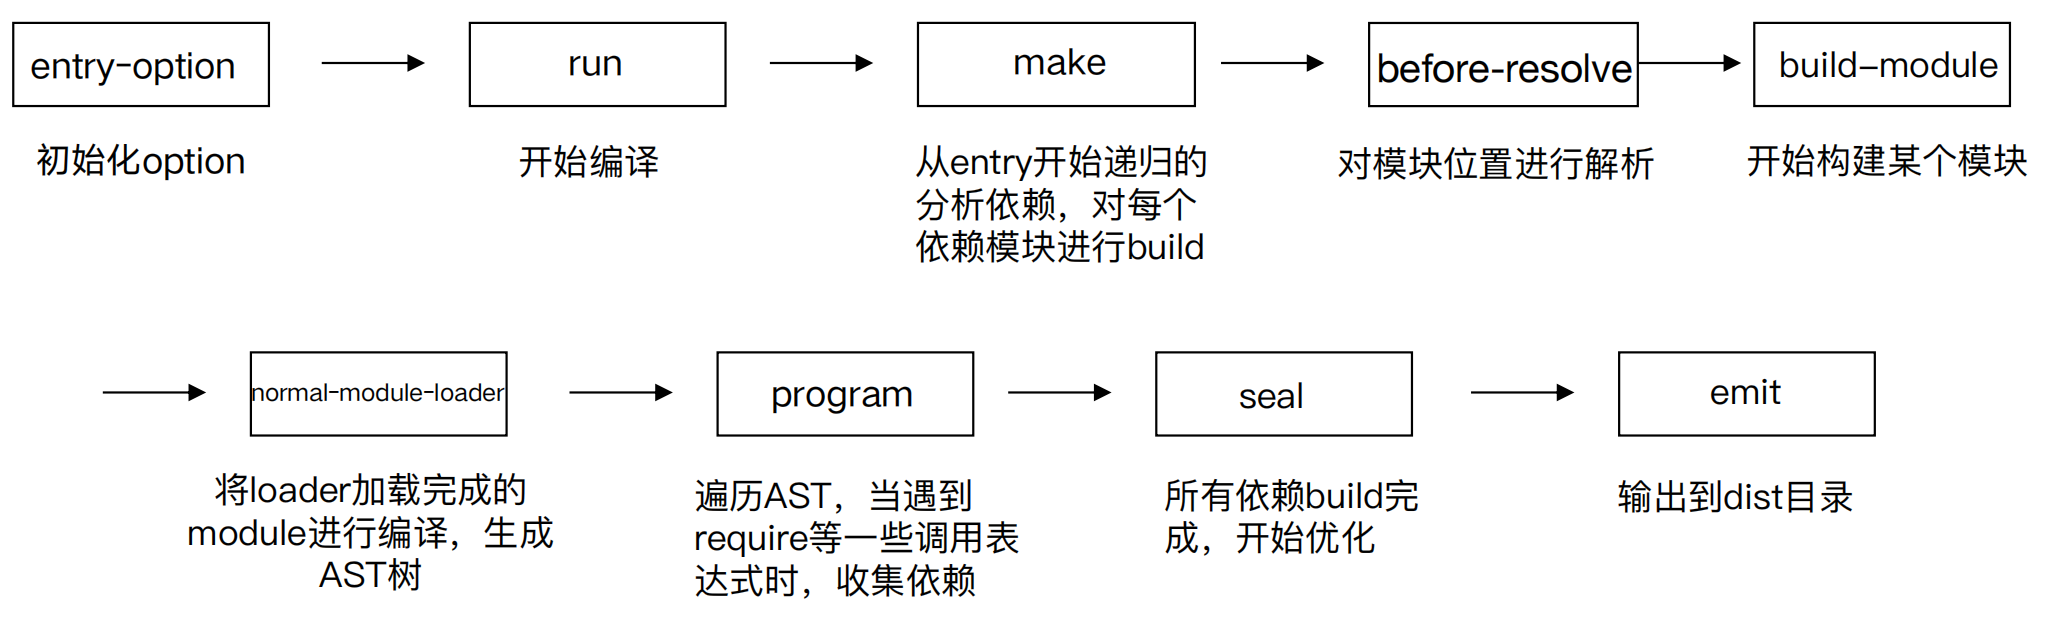 entry-option
run
make
before-resolve
build-module
初始化option
开始编译
从entry开始递归的
分析依赖，对每个
依赖模块进行build
对模块位置进行解析
开始构建某个模块
normal-module-loader
program
seal
emit
将loader加载完成的
module进行编译，生成
AST树
遍历AST，当遇到
require等一些调用表
达式时，收集依赖
所有依赖build完
成，开始优化
输出到dist目录